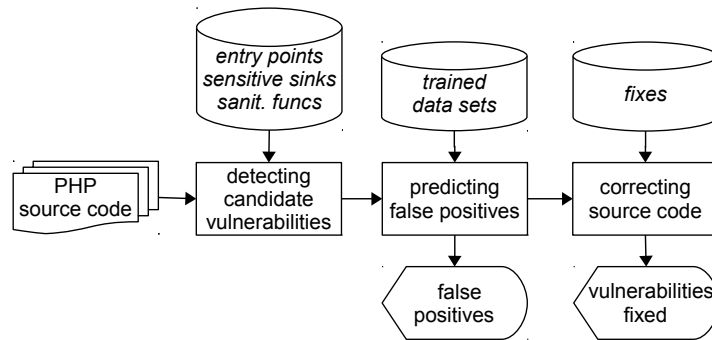 entry points
sensitive sinks
sanit. funcs
trained
data sets
fixes
PHP
source code
detecting
candidate
vulnerabilities
predicting
false positives
correcting
source code
false
positives
vulnerabilities
fixed